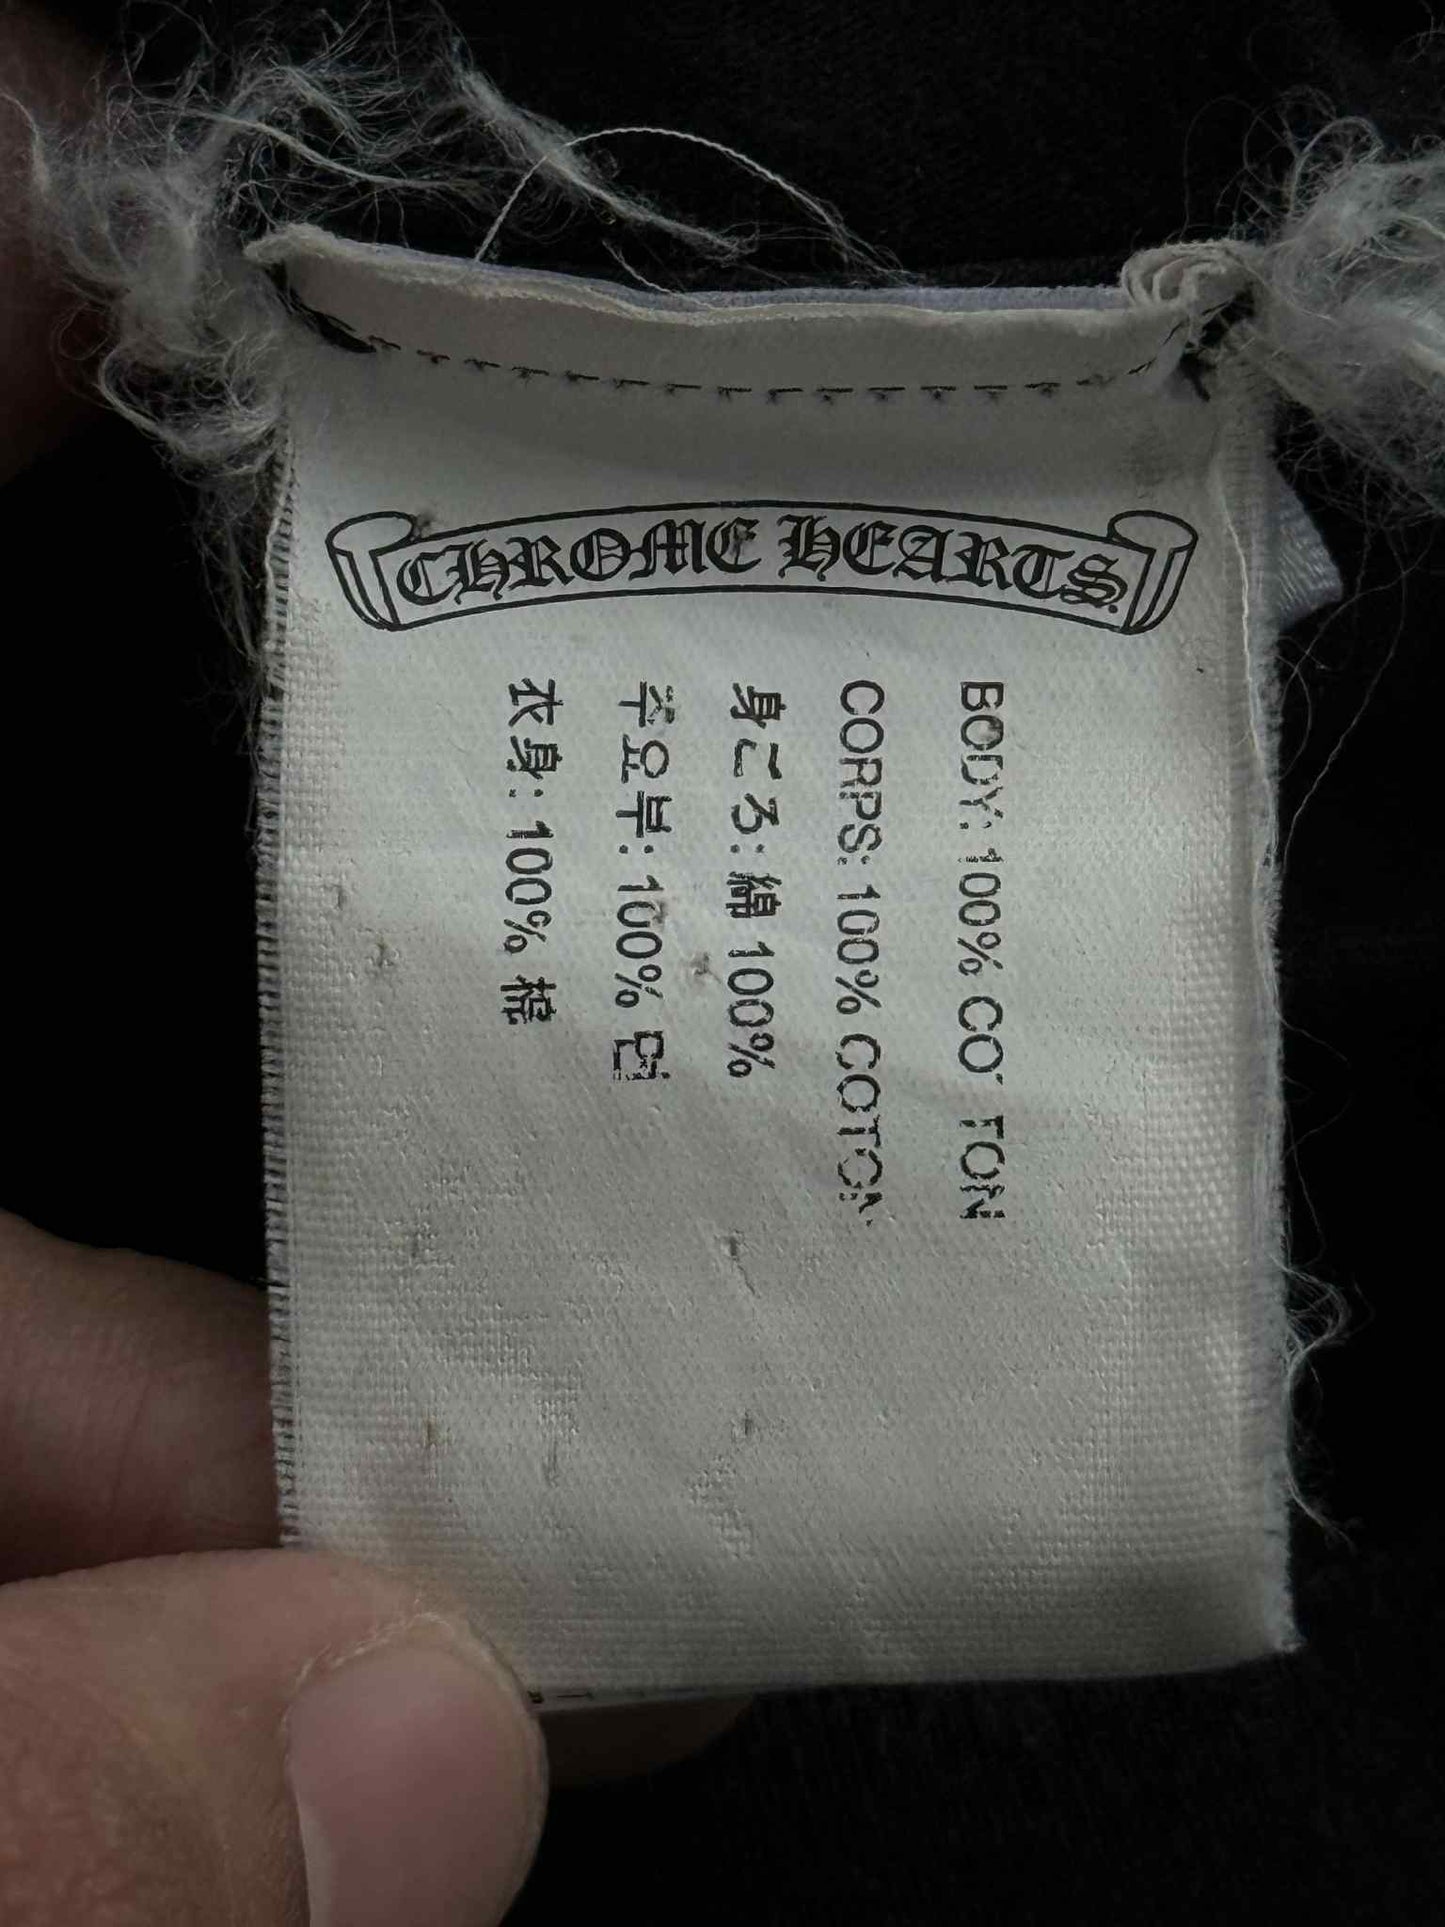 CHROME HEARTS
BODY: 100% COTTON
CORPS: 100% COTON
身ごろ: 綿 100%
주요부: 100% 면
衣身: 100% 棉